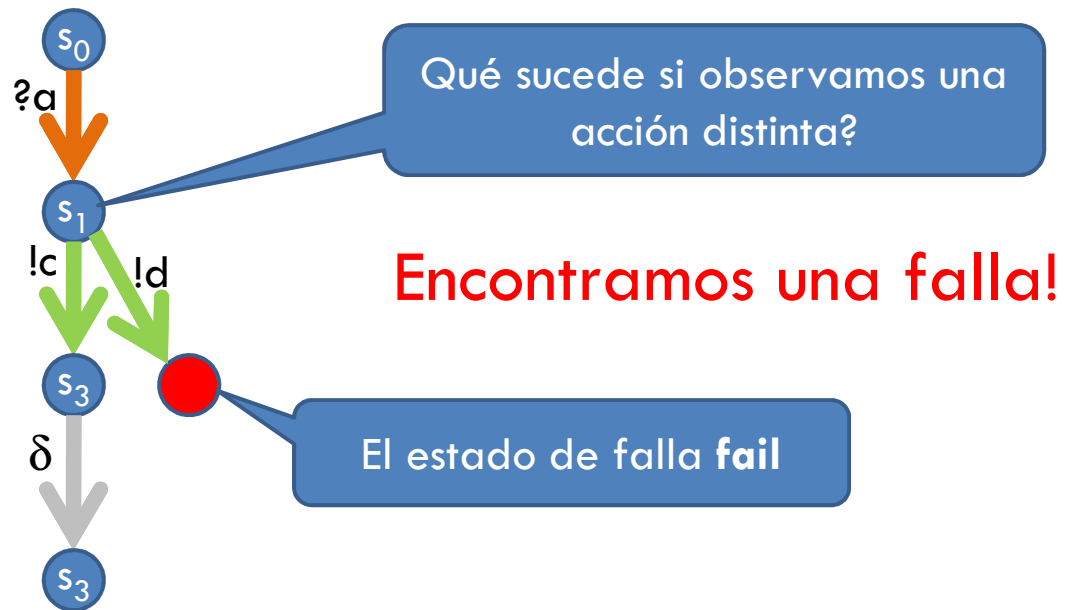 s0
?a
Qué sucede si observamos una
acción distinta?
s1
!c
!d
Encontramos una falla!
s3
El estado de falla fail
δ
s3